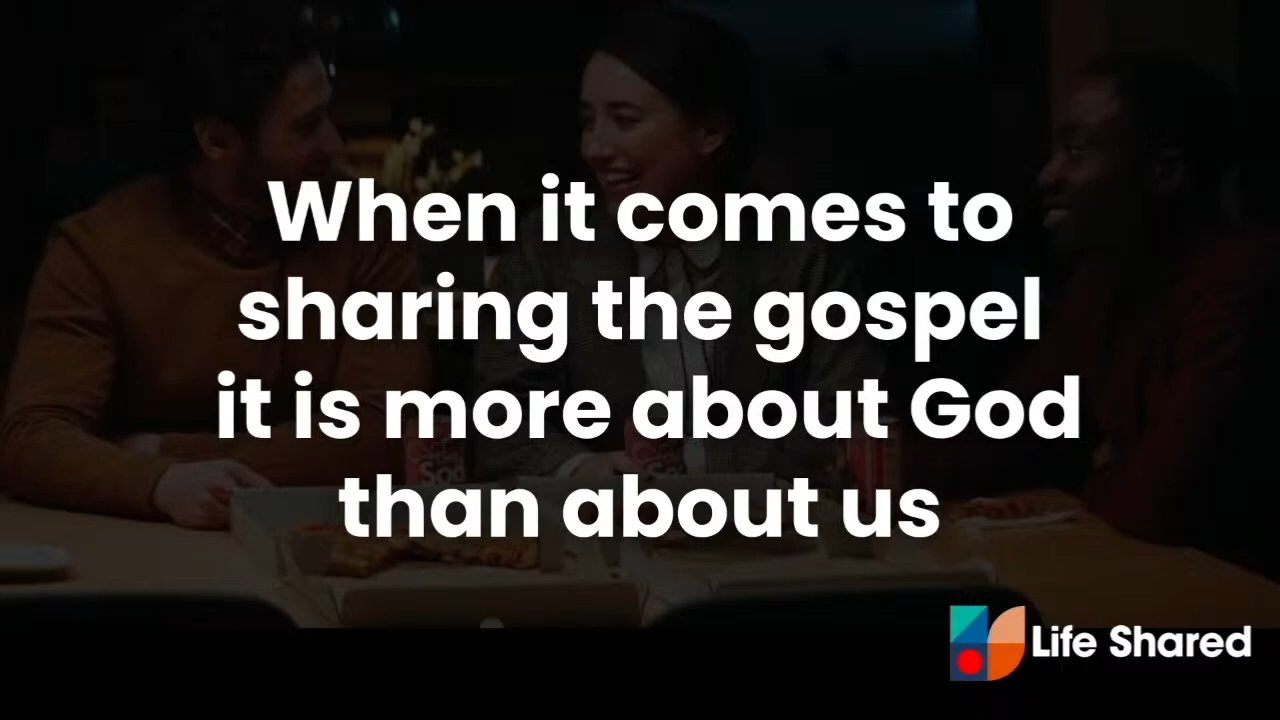 When it comes to
sharing the gospel
it is more about God
than about us
Life Shared